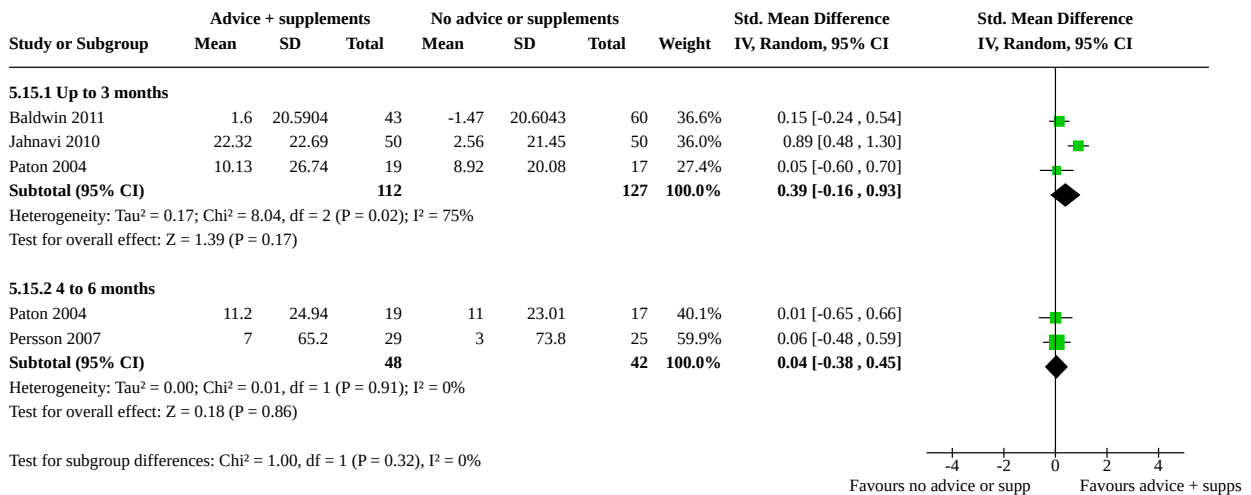 Advice + supplements No advice or supplements Std. Mean Difference Std. Mean Difference
Study or Subgroup Mean SD Total Mean SD Total Weight IV, Random, 95% CI IV, Random, 95% CI
5.15.1 Up to 3 months
Baldwin 2011 1.6 20.5904 43 -1.47 20.6043 60 36.6% 0.15 [-0.24 , 0.54]
Jahnavi 2010 22.32 22.69 50 2.56 21.45 50 36.0% 0.89 [0.48 , 1.30]
Paton 2004 10.13 26.74 19 8.92 20.08 17 27.4% 0.05 [-0.60 , 0.70]
Subtotal (95% CI) 112 127 100.0% 0.39 [-0.16 , 0.93]
Heterogeneity: Tau² = 0.17; Chi² = 8.04, df = 2 (P = 0.02); I² = 75%
Test for overall effect: Z = 1.39 (P = 0.17)
5.15.2 4 to 6 months
Paton 2004 11.2 24.94 19 11 23.01 17 40.1% 0.01 [-0.65 , 0.66]
Persson 2007 7 65.2 29 3 73.8 25 59.9% 0.06 [-0.48 , 0.59]
Subtotal (95% CI) 48 42 100.0% 0.04 [-0.38 , 0.45]
Heterogeneity: Tau² = 0.00; Chi² = 0.01, df = 1 (P = 0.91); I² = 0%
Test for overall effect: Z = 0.18 (P = 0.86)
Test for subgroup differences: Chi² = 1.00, df = 1 (P = 0.32), I² = 0%
-4 -2 0 2 4
Favours no advice or supp Favours advice + supps